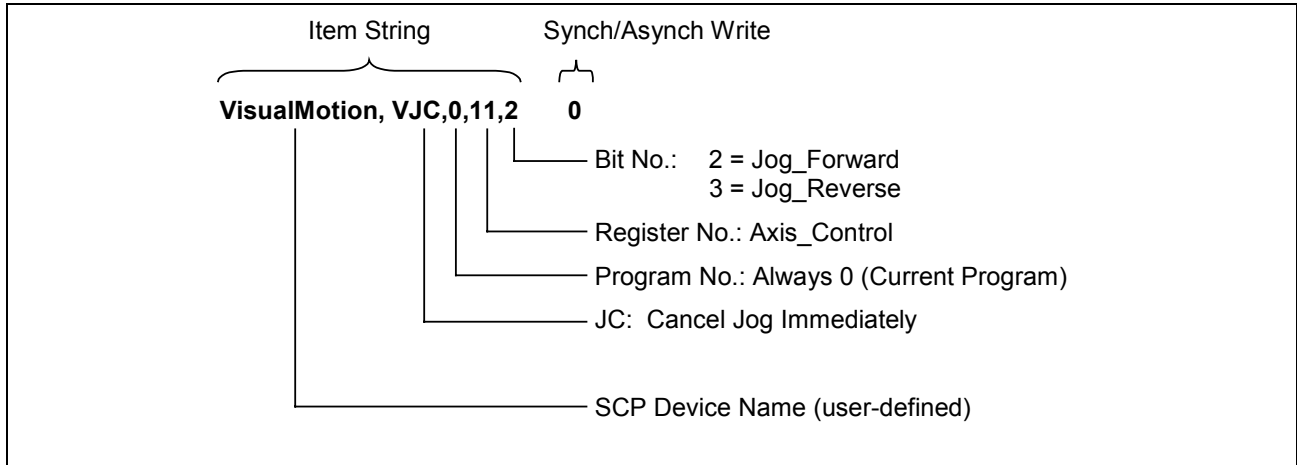 Item String Synch/Asynch Write
VisualMotion, VJC,0,11,2 0
Bit No.: 2 = Jog_Forward
3 = Jog_Reverse
Register No.: Axis_Control
Program No.: Always 0 (Current Program)
JC: Cancel Jog Immediately
SCP Device Name (user-defined)